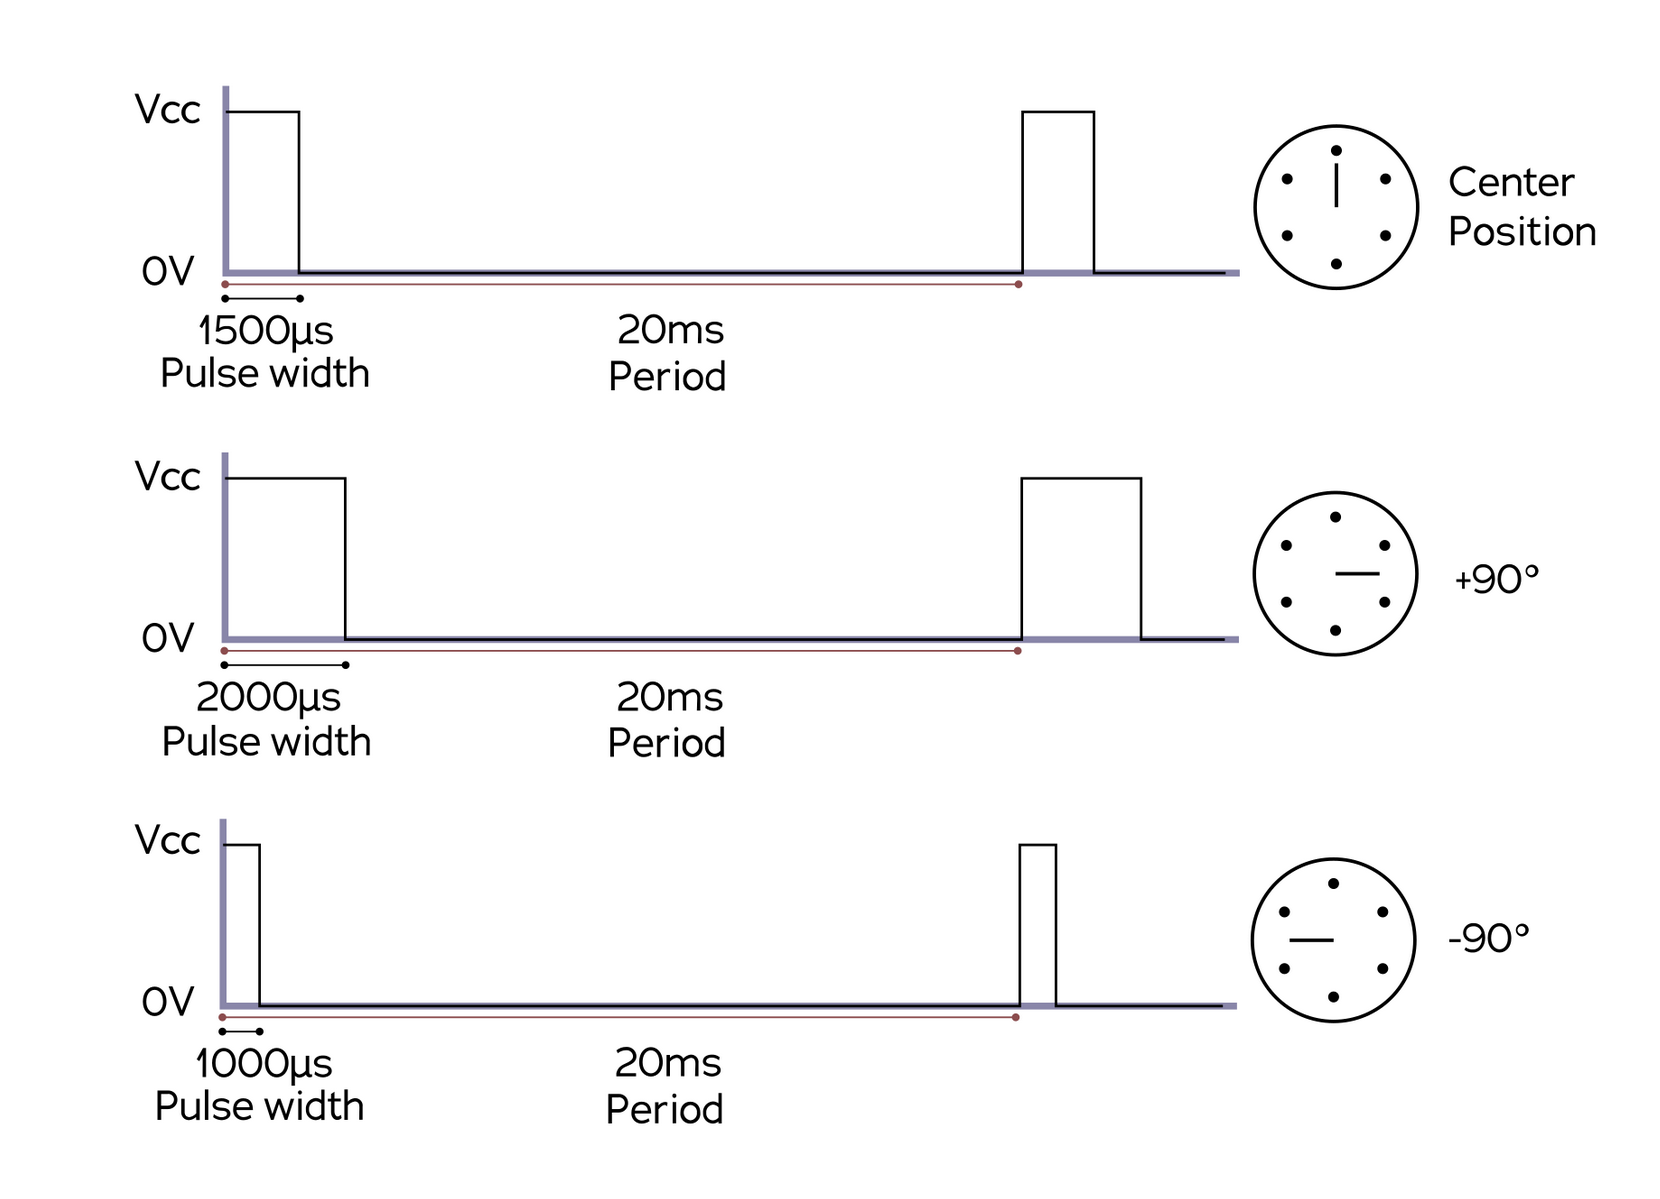 Vcc
0V
1500µs
Pulse width
20ms
Period
Center
Position
Vcc
0V
2000µs
Pulse width
20ms
Period
+90°
Vcc
0V
1000µs
Pulse width
20ms
Period
-90°